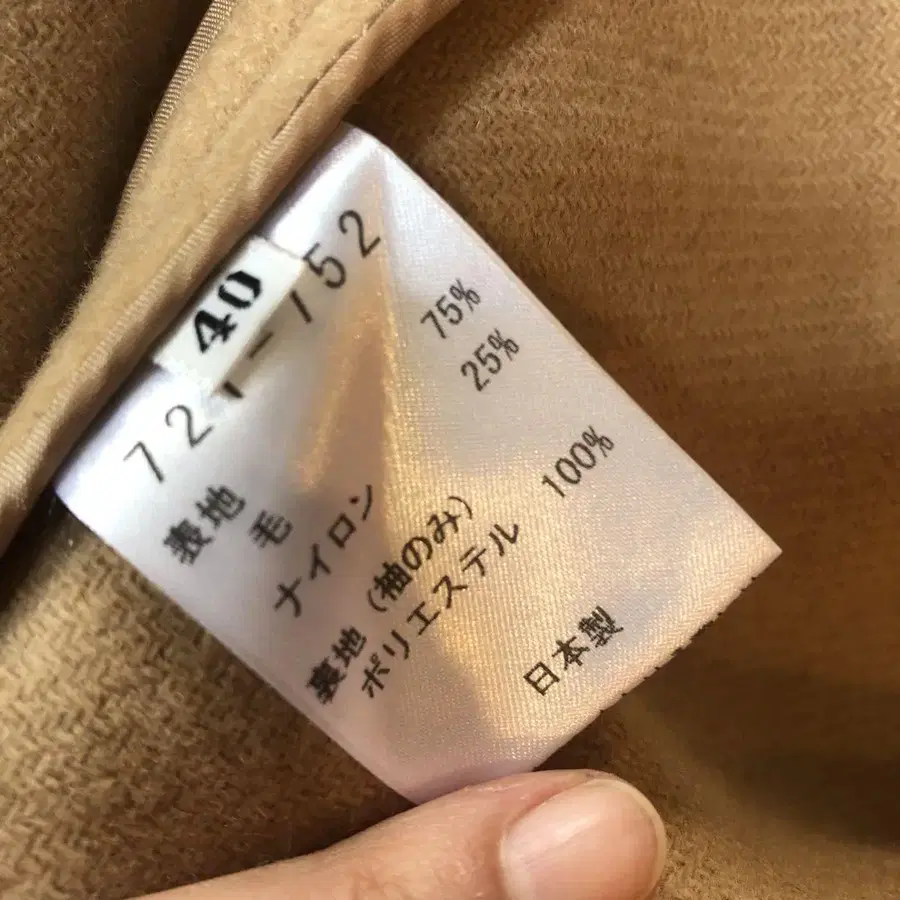 40
721-752
表地
毛 75%
ナイロン 25%
裏地(袖のみ)
ポリエステル 100%
日本製